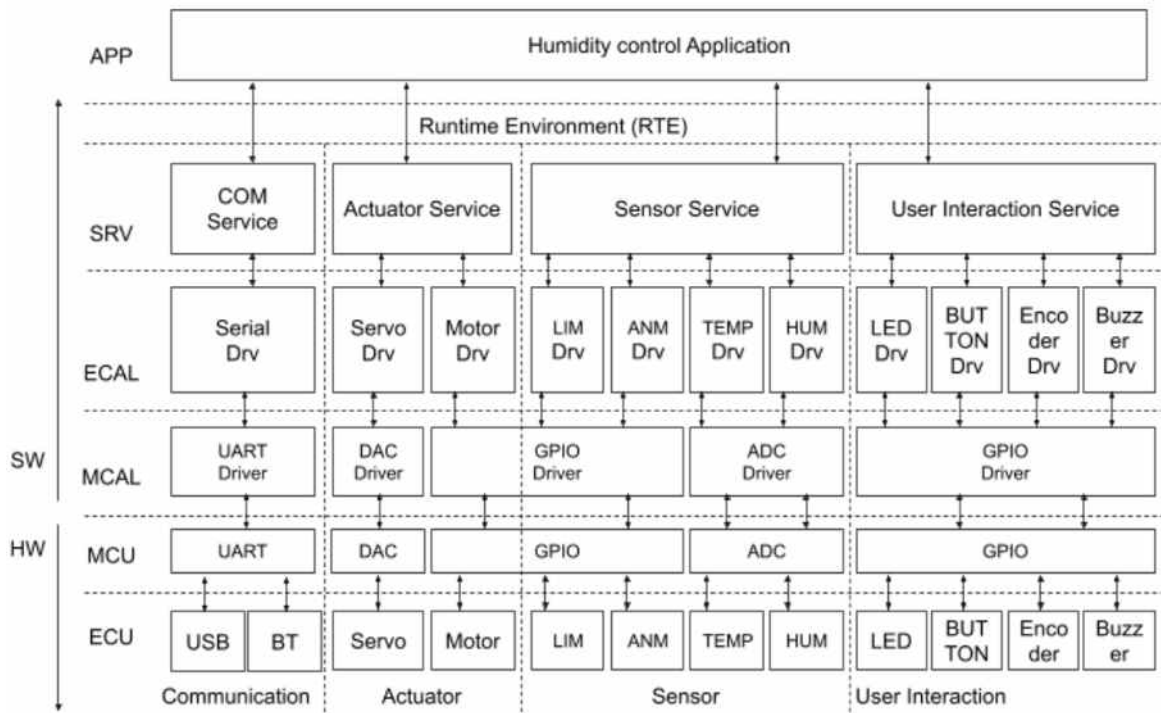 APP
Humidity control Application
Runtime Environment (RTE)
SRV
COM
Service
Actuator Service
Sensor Service
User Interaction Service
ECAL
Serial
Drv
Servo
Drv
Motor
Drv
LIM
Drv
ANM
Drv
TEMP
Drv
HUM
Drv
LED
Drv
BUT
TON
Drv
Enco
der
Drv
Buzz
er
Drv
SW
MCAL
UART
Driver
DAC
Driver
GPIO
Driver
ADC
Driver
GPIO
Driver
HW
MCU
UART
DAC
GPIO
ADC
GPIO
ECU
USB
BT
Servo
Motor
LIM
ANM
TEMP
HUM
LED
BUT
TON
Enco
der
Buzz
er
Communication
Actuator
Sensor
User Interaction